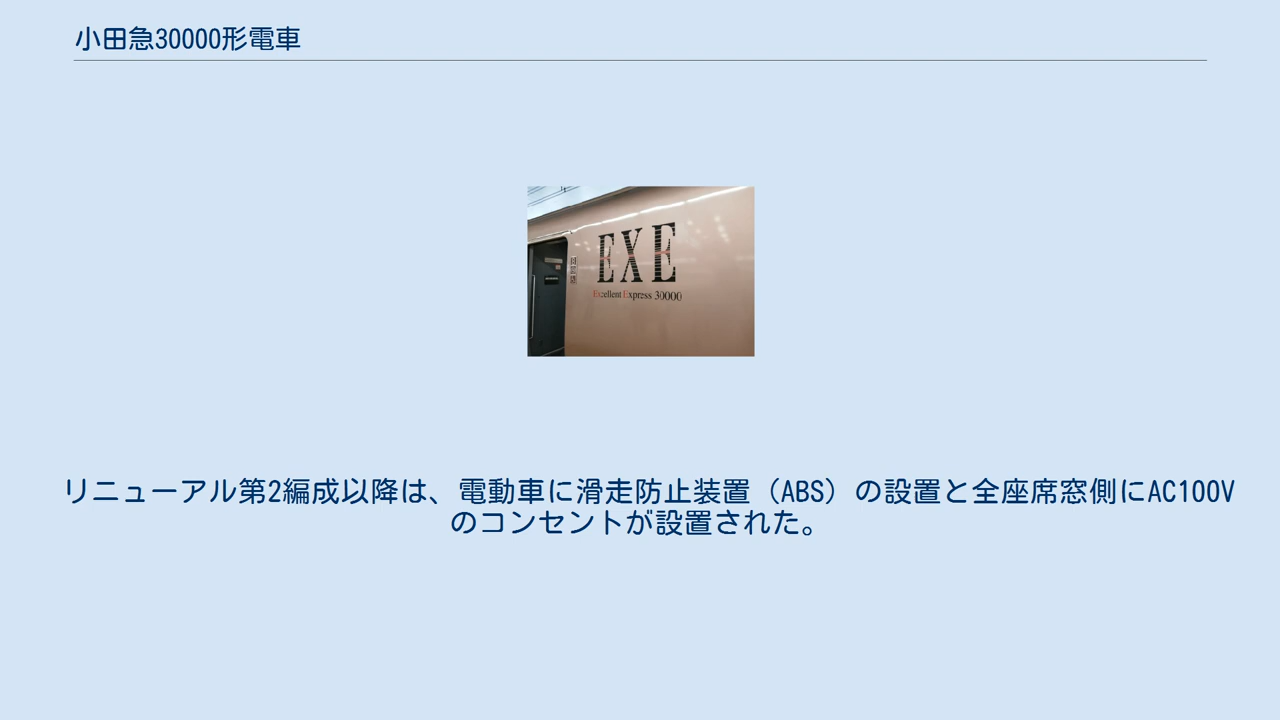 小田急30000形電車
EXE
Excellent Express 30000
リニューアル第2編成以降は、電動車に滑走防止装置（ABS）の設置と全座席窓側にAC100V
のコンセントが設置された。